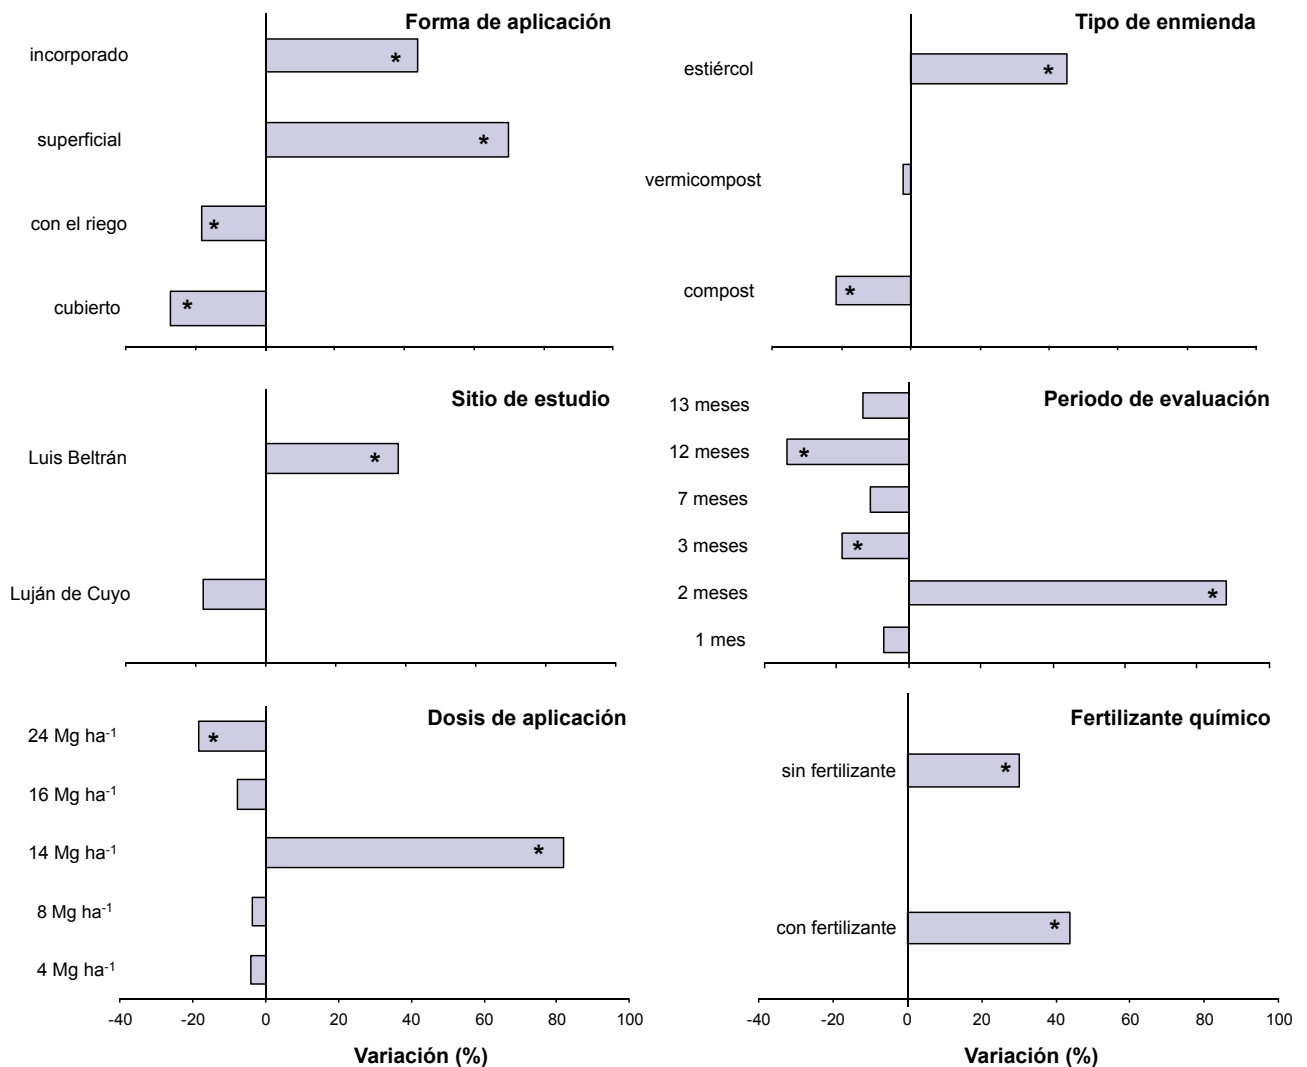 Forma de aplicación
incorporado
*
superficial
*
con el riego
*
cubierto
*
Tipo de enmienda
estiércol
*
vermicompost
compost
*
Sitio de estudio
Luis Beltrán
*
Luján de Cuyo
Periodo de evaluación
13 meses
12 meses
*
7 meses
3 meses
*
2 meses
*
1 mes
Dosis de aplicación
24 Mg ha⁻¹
*
16 Mg ha⁻¹
14 Mg ha⁻¹
*
8 Mg ha⁻¹
4 Mg ha⁻¹
-40 -20 0 20 40 60 80 100
Variación (%)
Fertilizante químico
sin fertilizante
*
con fertilizante
*
-40 -20 0 20 40 60 80 100
Variación (%)